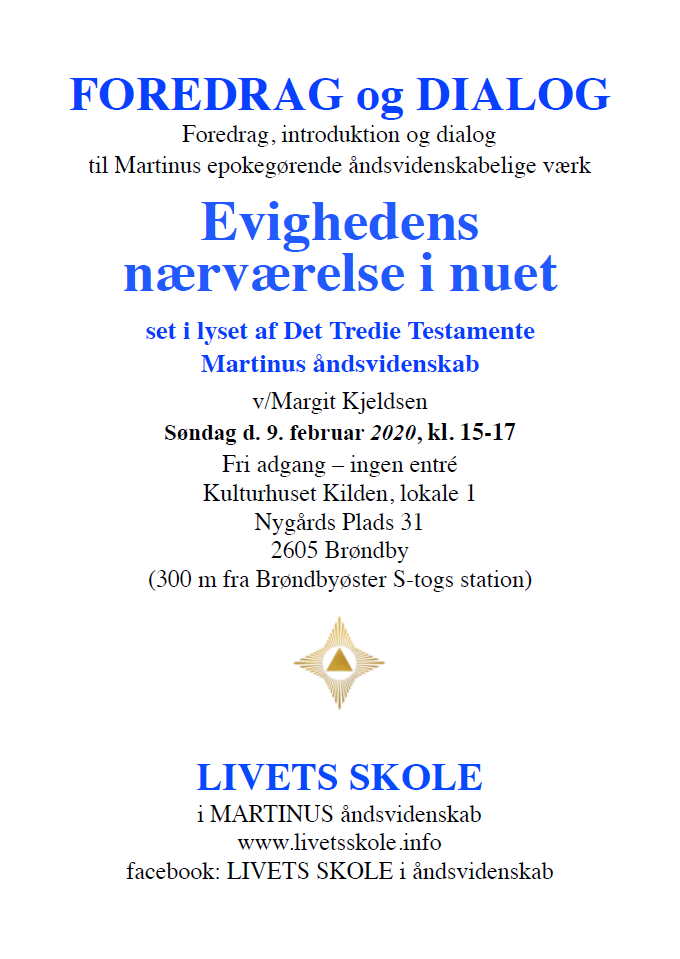 FOREDRAG og DIALOG
Foredrag, introduktion og dialog
til Martinus epokegørende åndsvidenskabelige værk
Evighedens
nærværelse i nuet
set i lyset af Det Tredie Testamente
Martinus åndsvidenskab
v/Margit Kjeldsen
Søndag d. 9. februar 2020, kl. 15-17
Fri adgang – ingen entré
Kulturhuset Kilden, lokale 1
Nygårds Plads 31
2605 Brøndby
(300 m fra Brøndbyøster S-togs station)
LIVETS SKOLE
i MARTINUS åndsvidenskab
www.livetsskole.info
facebook: LIVETS SKOLE i åndsvidenskab